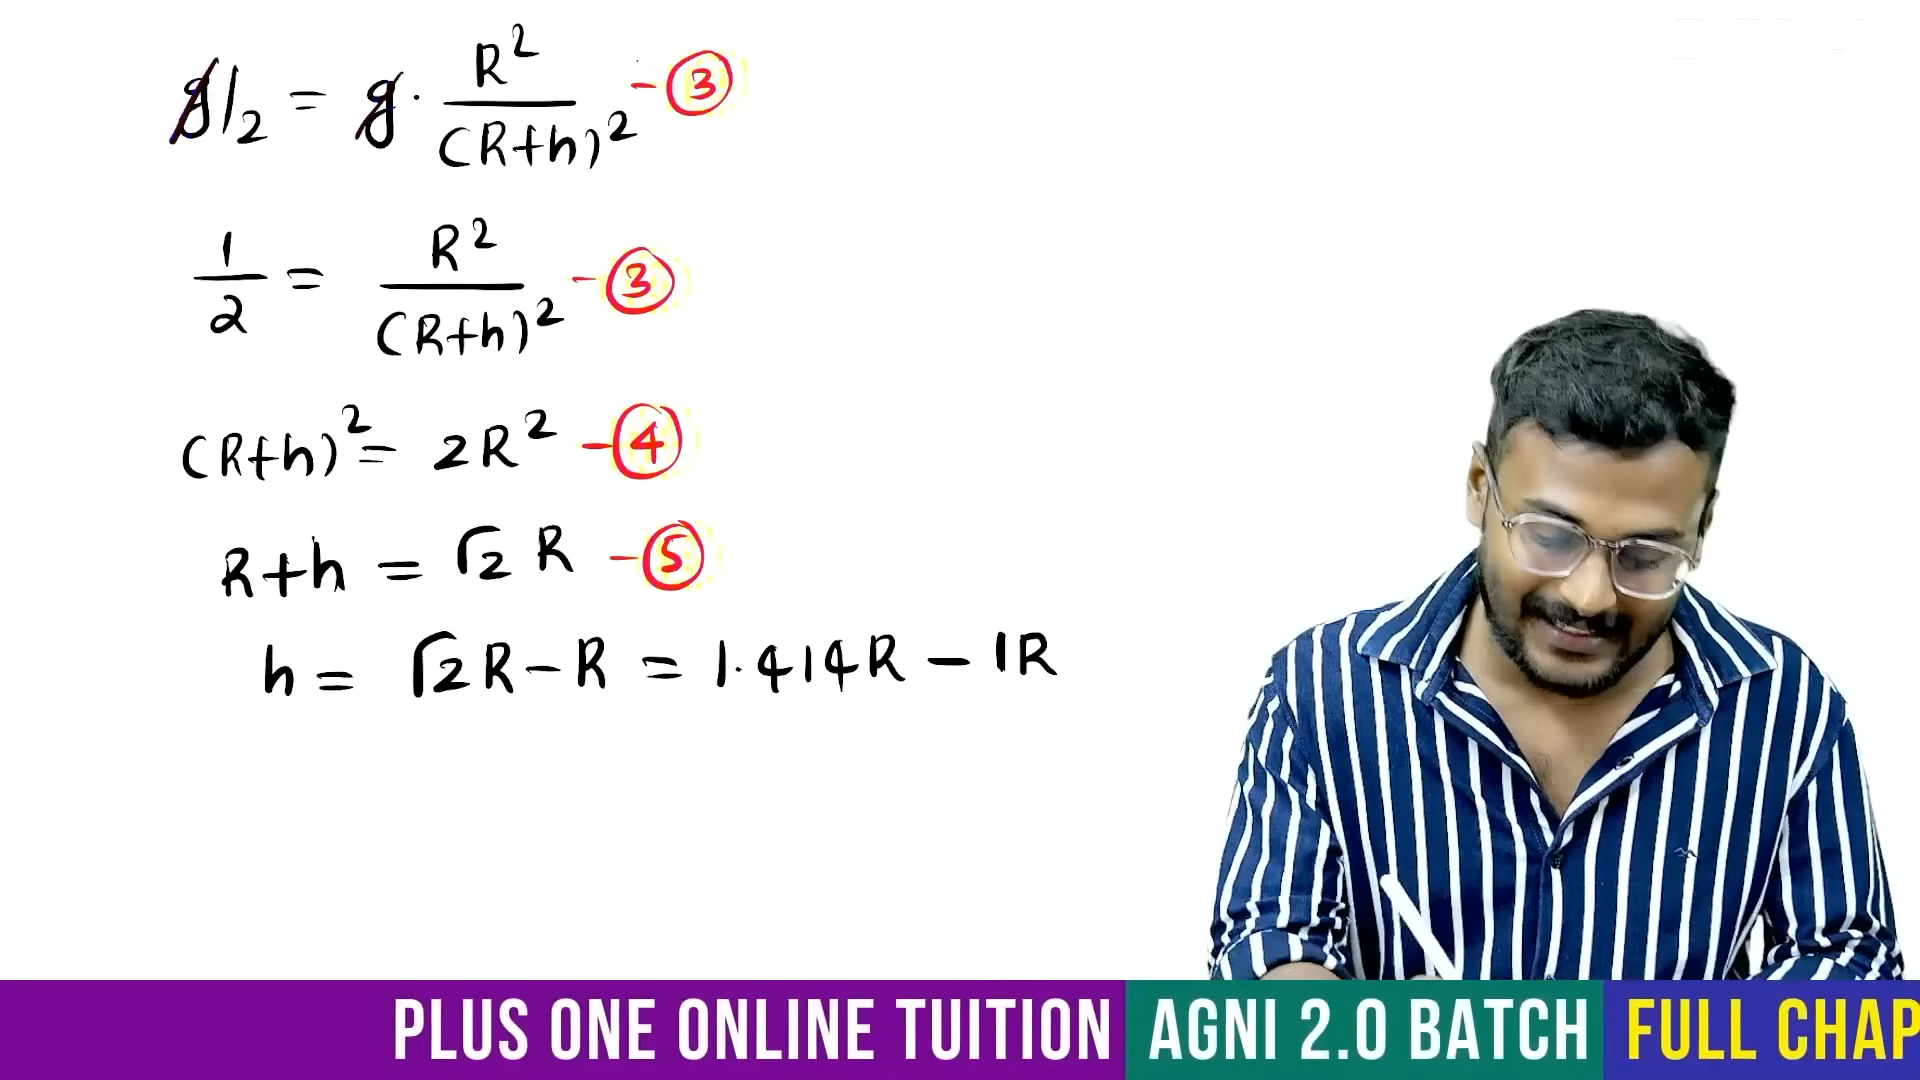 g/2 = g · R²/(R+h)² - ③
1/2 = R²/(R+h)² - ③
(R+h)² = 2R² - ④
R+h = √2 R - ⑤
h = √2R - R = 1.414R - 1R
PLUS ONE ONLINE TUITION AGNI 2.0 BATCH FULL CHAP